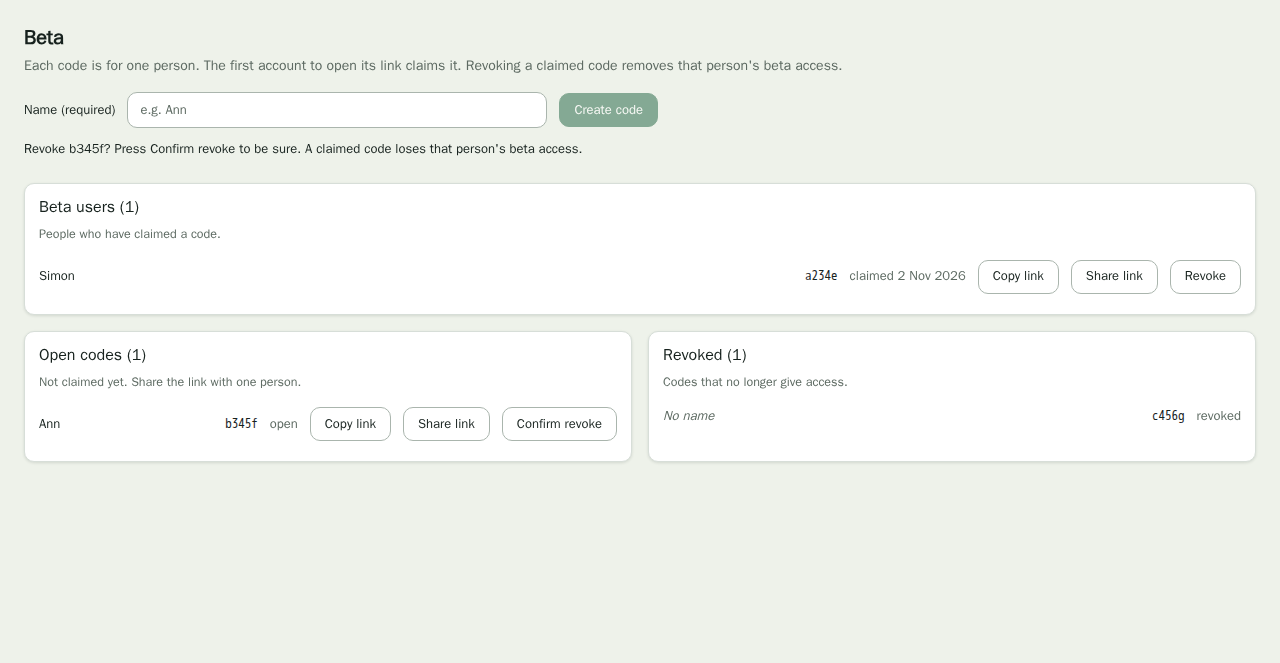 Beta
Each code is for one person. The first account to open its link claims it. Revoking a claimed code removes that person's beta access.
Name (required) e.g. Ann Create code
Revoke b345f? Press Confirm revoke to be sure. A claimed code loses that person's beta access.
Beta users (1)
People who have claimed a code.
Simon a234e claimed 2 Nov 2026 Copy link Share link Revoke
Open codes (1)
Not claimed yet. Share the link with one person.
Ann b345f open Copy link Share link Confirm revoke
Revoked (1)
Codes that no longer give access.
No name c456g revoked